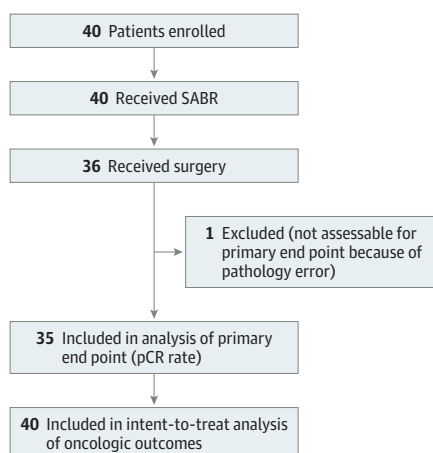 40 Patients enrolled
40 Received SABR
36 Received surgery
1 Excluded (not assessable for
primary end point because of
pathology error)
35 Included in analysis of primary
end point (pCR rate)
40 Included in intent-to-treat analysis
of oncologic outcomes